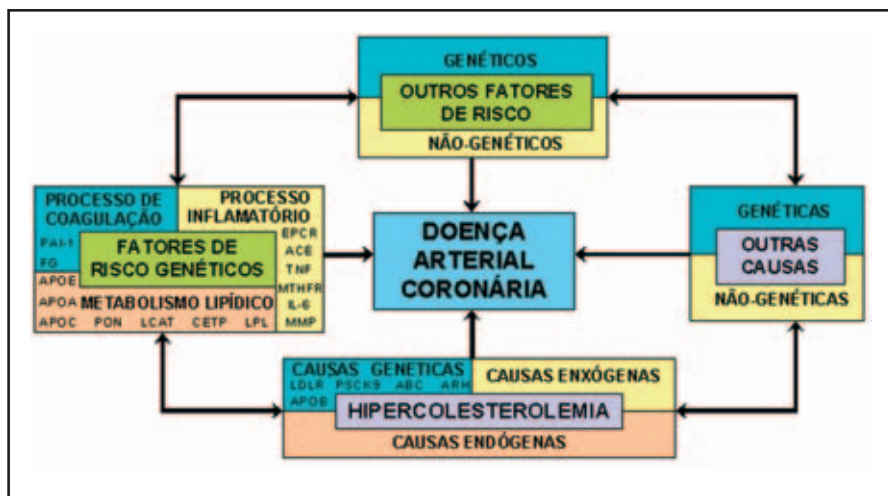 GENÉTICOS
OUTROS FATORES
DE RISCO
NÃO-GENÉTICOS
PROCESSO DE
COAGULAÇÃO
PAI-1
FG
PROCESSO
INFLAMATÓRIO
EPCR
ACE
TNF
MTHFR
IL-6
MMP
FATORES DE
RISCO GENÉTICOS
APOE
APOA METABOLISMO LIPÍDICO
APOC PON LCAT CETP LPL
DOENÇA
ARTERIAL
CORONÁRIA
GENÉTICAS
OUTRAS
CAUSAS
NÃO-GENÉTICAS
CAUSAS GENETICAS
LDLR PSCK9 ABC ARH
APOB
CAUSAS ENXÓGENAS
HIPERCOLESTEROLEMIA
CAUSAS ENDÓGENAS